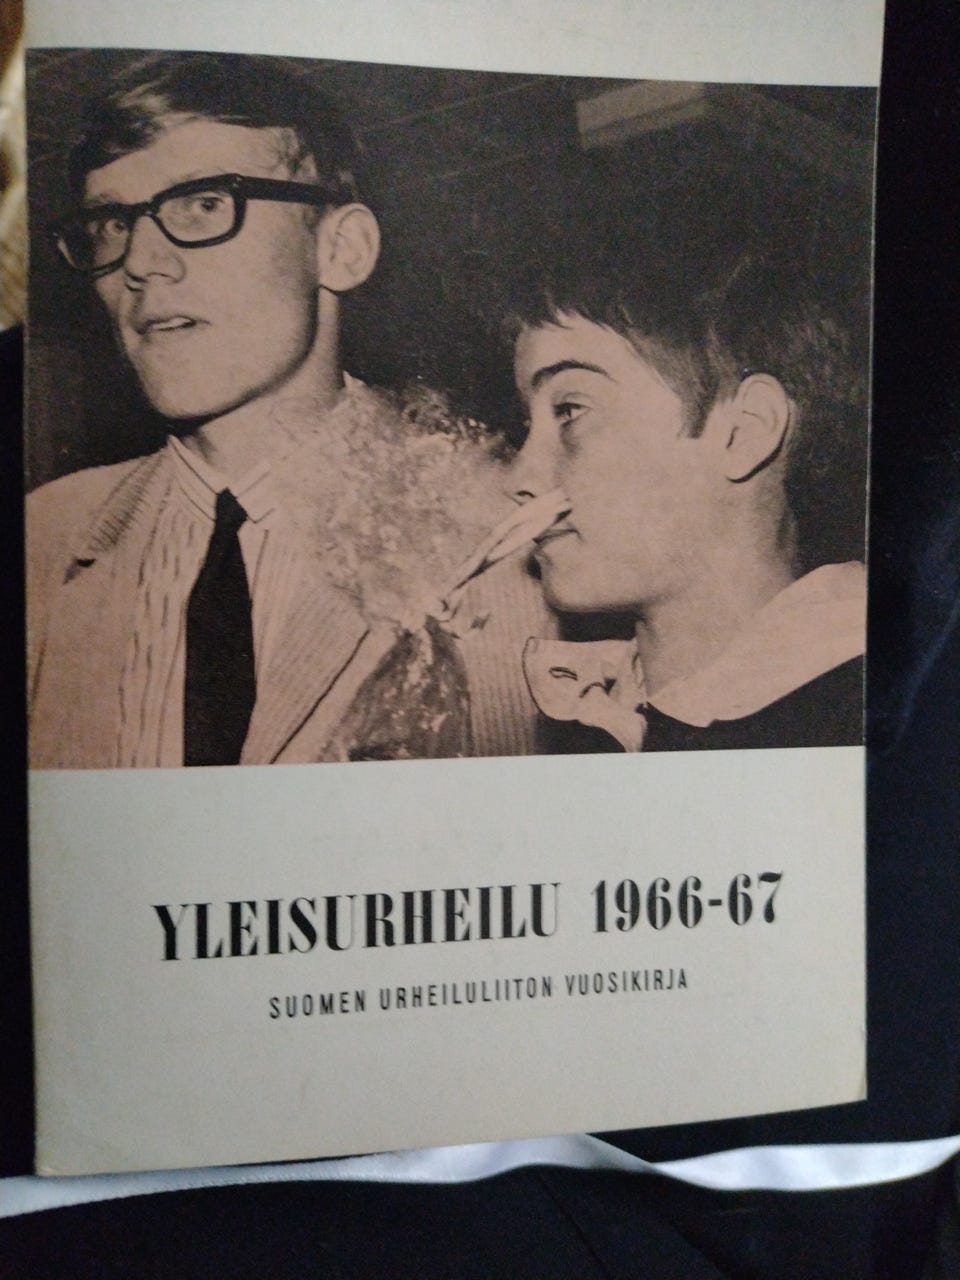 YLEISURHEILU 1966-67
SUOMEN URHEILULIITON VUOSIKIRJA